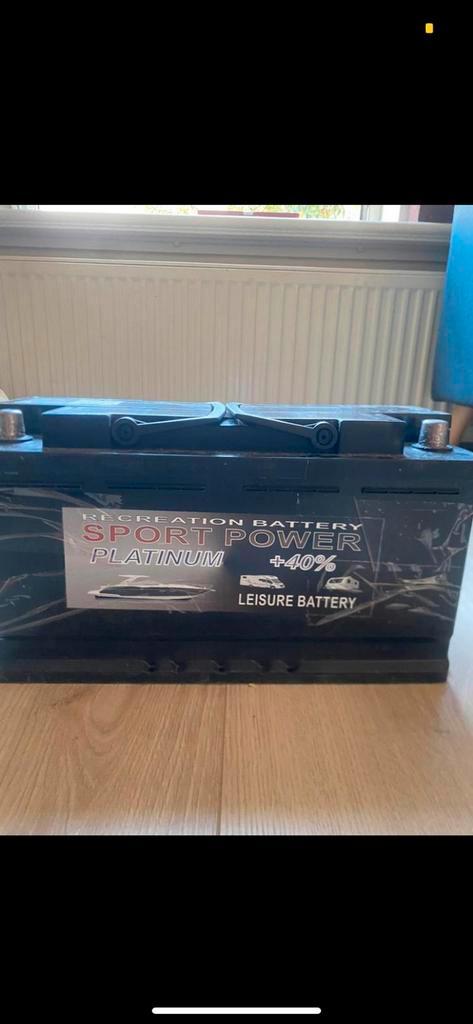 RECREATION BATTERY
SPORT POWER
PLATINUM +40%
LEISURE BATTERY